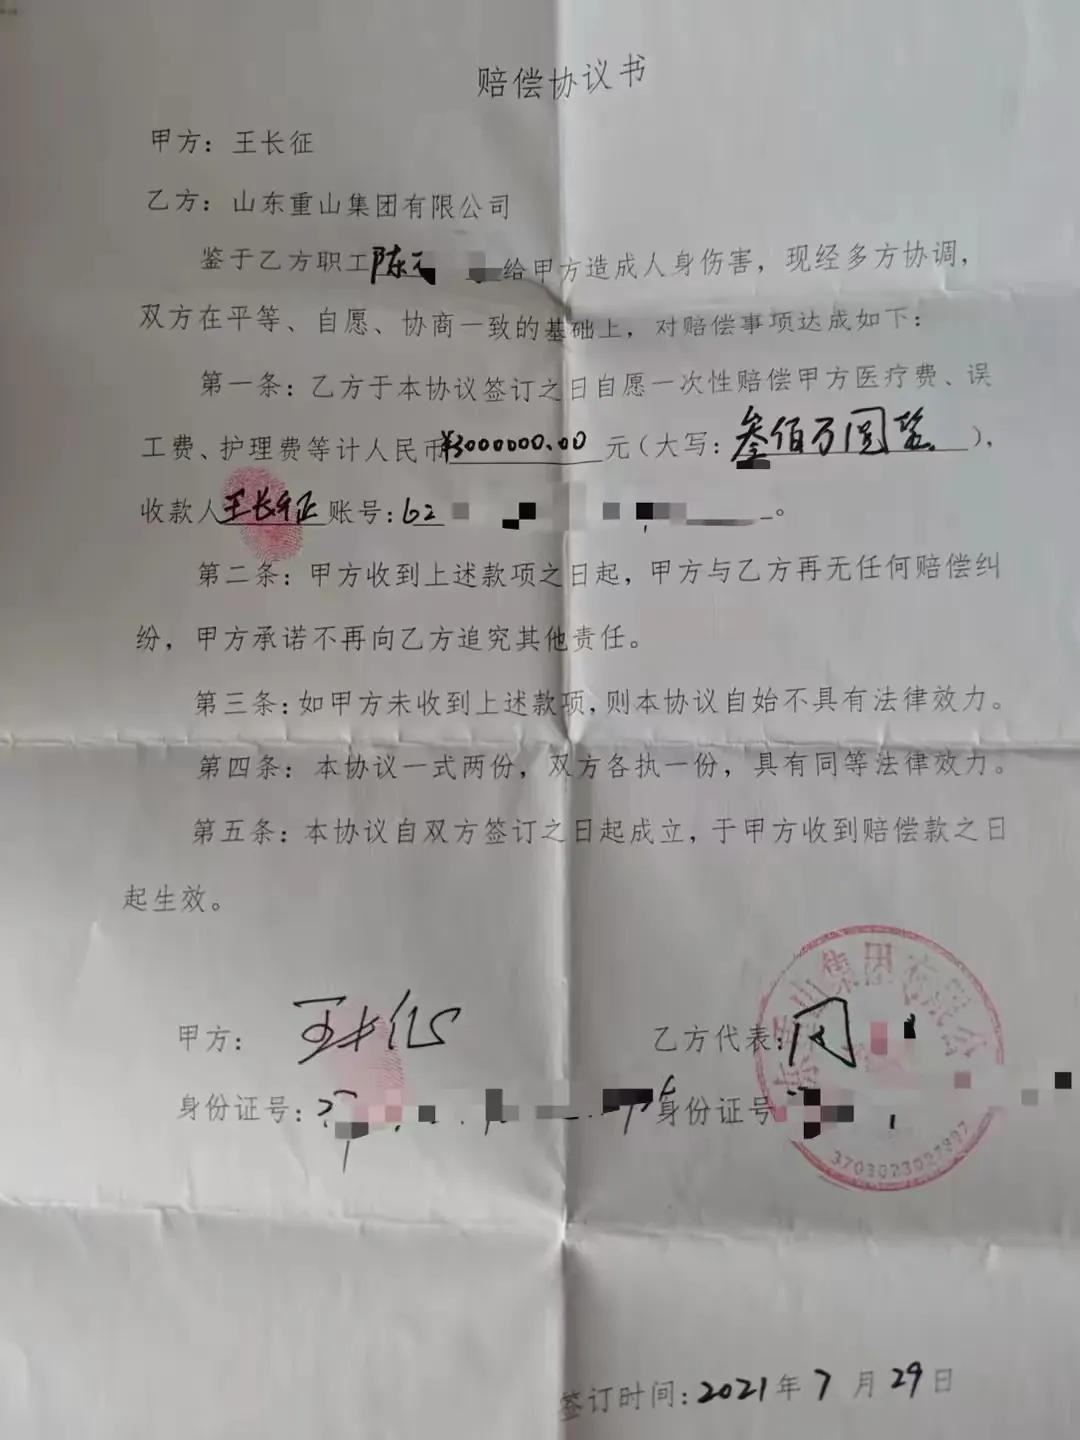 赔偿协议书
甲方：王长征
乙方：山东重山集团有限公司
鉴于乙方职工陈 给甲方造成人身伤害，现经多方协调，
双方在平等、自愿、协商一致的基础上，对赔偿事项达成如下：
第一条：乙方于本协议签订之日自愿一次性赔偿甲方医疗费、误
工费、护理费等计人民币¥3000000.00元（大写：叁佰万圆整），
收款人王长征账号：62 。
第二条：甲方收到上述款项之日起，甲方与乙方再无任何赔偿纠
纷，甲方承诺不再向乙方追究其他责任。
第三条：如甲方未收到上述款项，则本协议自始不具有法律效力。
第四条：本协议一式两份，双方各执一份，具有同等法律效力。
第五条：本协议自双方签订之日起成立，于甲方收到赔偿款之日
起生效。
甲方：王长征 乙方代表：
身份证号： 身份证号
山集团有限公
3703023027897
签订时间：2021年7月29日